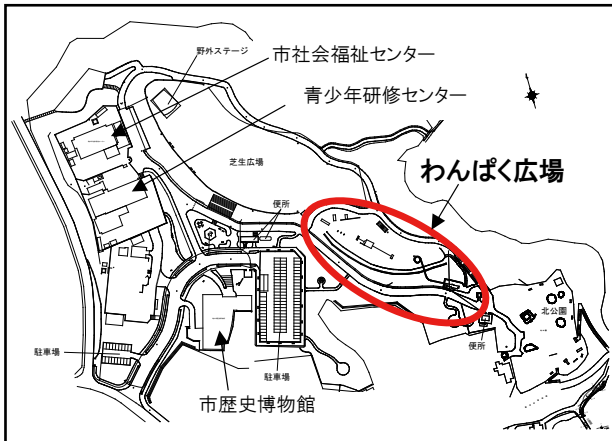 野外ステージ
市社会福祉センター
青少年研修センター
芝生広場
わんぱく広場
便所
北公園
便所
駐車場
駐車場
市歴史博物館